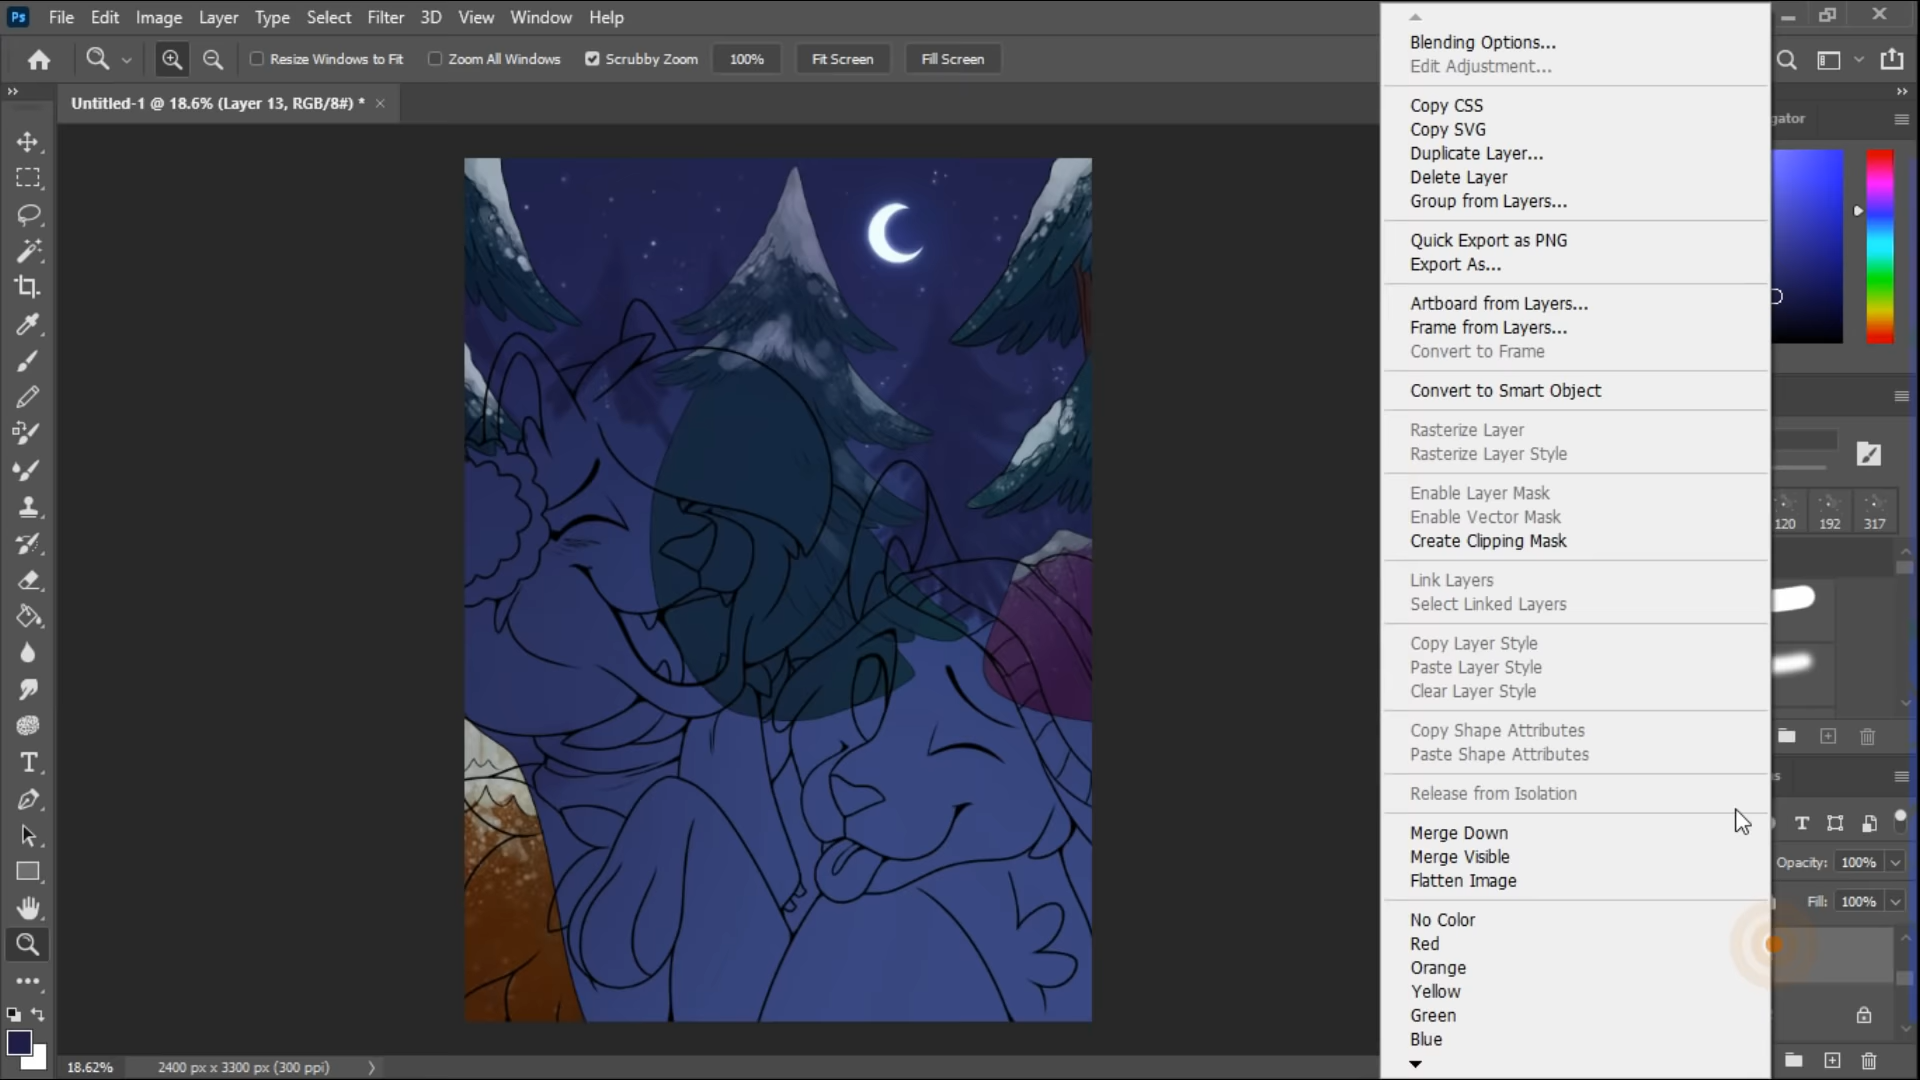 Ps File Edit Image Layer Type Select Filter 3D View Window Help
Resize Windows to Fit Zoom All Windows Scrubby Zoom 100% Fit Screen Fill Screen
Untitled-1 @ 18.6% (Layer 13, RGB/8#) * ×
Blending Options...
Edit Adjustment...
Copy CSS
Copy SVG
Duplicate Layer...
Delete Layer
Group from Layers...
Quick Export as PNG
Export As...
Artboard from Layers...
Frame from Layers...
Convert to Frame
Convert to Smart Object
Rasterize Layer
Rasterize Layer Style
Enable Layer Mask
Enable Vector Mask
Create Clipping Mask
Link Layers
Select Linked Layers
Copy Layer Style
Paste Layer Style
Clear Layer Style
Copy Shape Attributes
Paste Shape Attributes
Release from Isolation
Merge Down
Merge Visible
Flatten Image
No Color
Red
Orange
Yellow
Green
Blue
gator
120 192 317
Opacity: 100%
Fill: 100%
18.62% 2400 px x 3300 px (300 ppi)